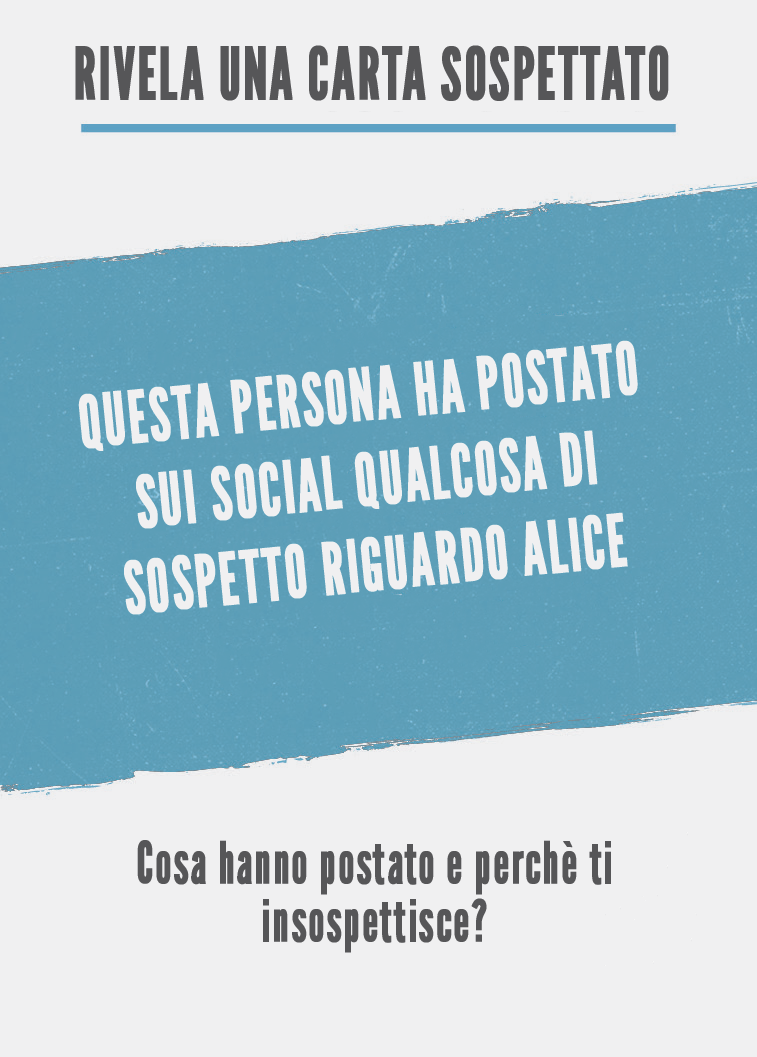 RIVELA UNA CARTA SOSPETTATO
QUESTA PERSONA HA POSTATO
SUI SOCIAL QUALCOSA DI
SOSPETTO RIGUARDO ALICE
Cosa hanno postato e perchè ti
insospettisce?